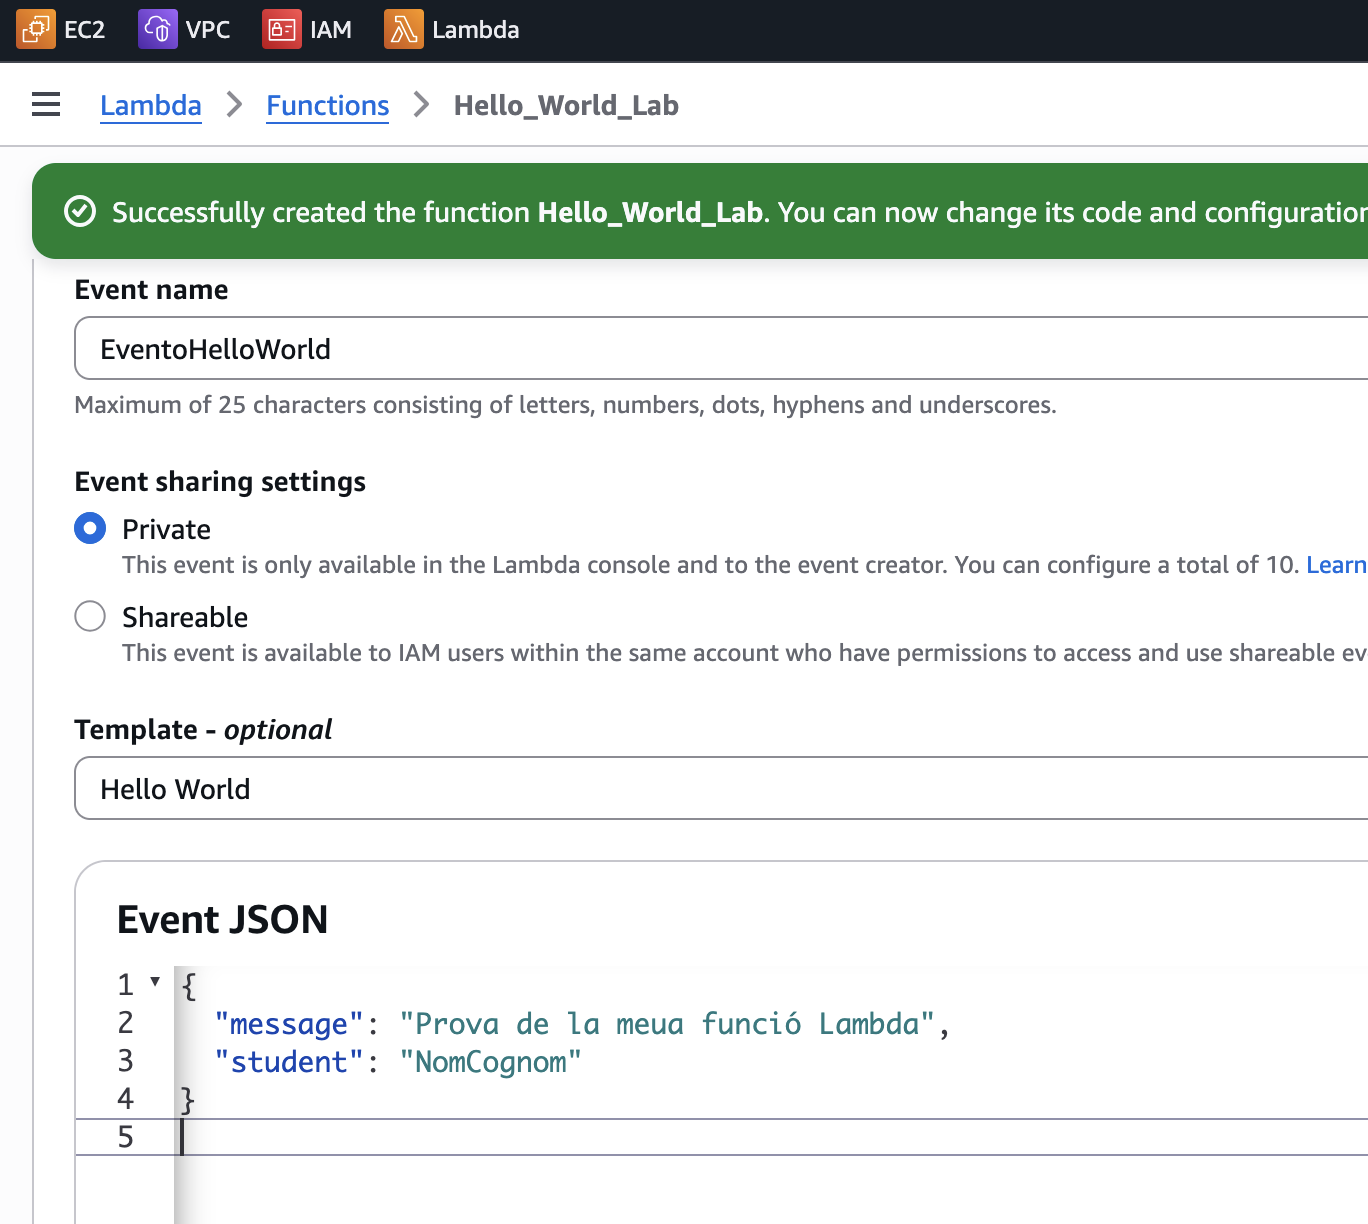 EC2 VPC IAM Lambda
Lambda Functions Hello_World_Lab
Successfully created the function Hello_World_Lab. You can now change its code and configuration
Event name
EventoHelloWorld
Maximum of 25 characters consisting of letters, numbers, dots, hyphens and underscores.
Event sharing settings
Private
This event is only available in the Lambda console and to the event creator. You can configure a total of 10. Learn
Shareable
This event is available to IAM users within the same account who have permissions to access and use shareable ev
Template - optional
Hello World
Event JSON
1 {
2 "message": "Prova de la meua funció Lambda",
3 "student": "NomCognom"
4 }
5